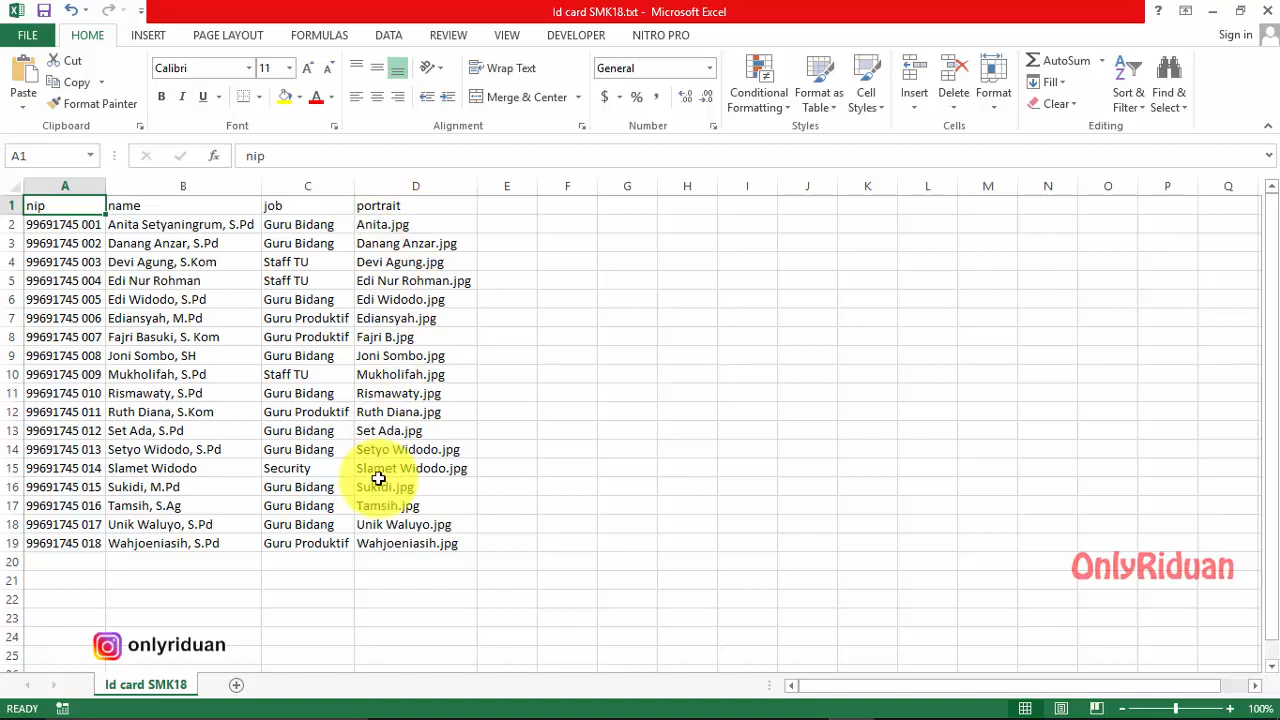 Id card SMK18.txt - Microsoft Excel
FILE HOME INSERT PAGE LAYOUT FORMULAS DATA REVIEW VIEW DEVELOPER NITRO PRO Sign in
Paste Cut Copy Format Painter Clipboard
Calibri 11 B I U A A A Font
Wrap Text Merge & Center Alignment
General $ % , Number
Conditional Formatting Format as Table Cell Styles Styles
Insert Delete Format Cells
AutoSum Fill Clear Sort & Filter Find & Select Editing
A1 fx nip
A B C D E F G H I J K L M N O P Q
1 nip name job portrait
2 99691745 001 Anita Setyaningrum, S.Pd Guru Bidang Anita.jpg
3 99691745 002 Danang Anzar, S.Pd Guru Bidang Danang Anzar.jpg
4 99691745 003 Devi Agung, S.Kom Staff TU Devi Agung.jpg
5 99691745 004 Edi Nur Rohman Staff TU Edi Nur Rohman.jpg
6 99691745 005 Edi Widodo, S.Pd Guru Bidang Edi Widodo.jpg
7 99691745 006 Ediansyah, M.Pd Guru Produktif Ediansyah.jpg
8 99691745 007 Fajri Basuki, S. Kom Guru Produktif Fajri B.jpg
9 99691745 008 Joni Sombo, SH Guru Bidang Joni Sombo.jpg
10 99691745 009 Mukholifah, S.Pd Staff TU Mukholifah.jpg
11 99691745 010 Rismawaty, S.Pd Guru Bidang Rismawaty.jpg
12 99691745 011 Ruth Diana, S.Kom Guru Produktif Ruth Diana.jpg
13 99691745 012 Set Ada, S.Pd Guru Bidang Set Ada.jpg
14 99691745 013 Setyo Widodo, S.Pd Guru Bidang Setyo Widodo.jpg
15 99691745 014 Slamet Widodo Security Slamet Widodo.jpg
16 99691745 015 Sukidi, M.Pd Guru Bidang Sukidi.jpg
17 99691745 016 Tamsih, S.Ag Guru Bidang Tamsih.jpg
18 99691745 017 Unik Waluyo, S.Pd Guru Bidang Unik Waluyo.jpg
19 99691745 018 Wahjoeniasih, S.Pd Guru Produktif Wahjoeniasih.jpg
20
21
22
23
24
25
OnlyRiduan
onlyriduan
Id card SMK18
READY 100%